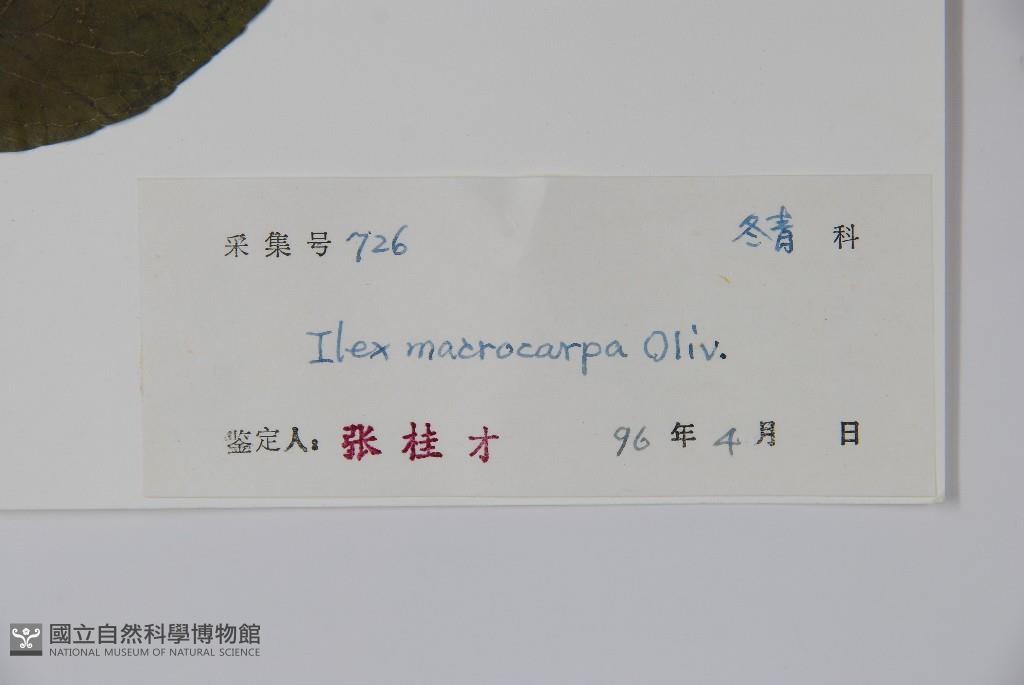 采集号 726 冬青 科
Ilex macrocarpa Oliv.
鉴定人: 张桂才 96 年 4 月 日
國立自然科學博物館
NATIONAL MUSEUM OF NATURAL SCIENCE